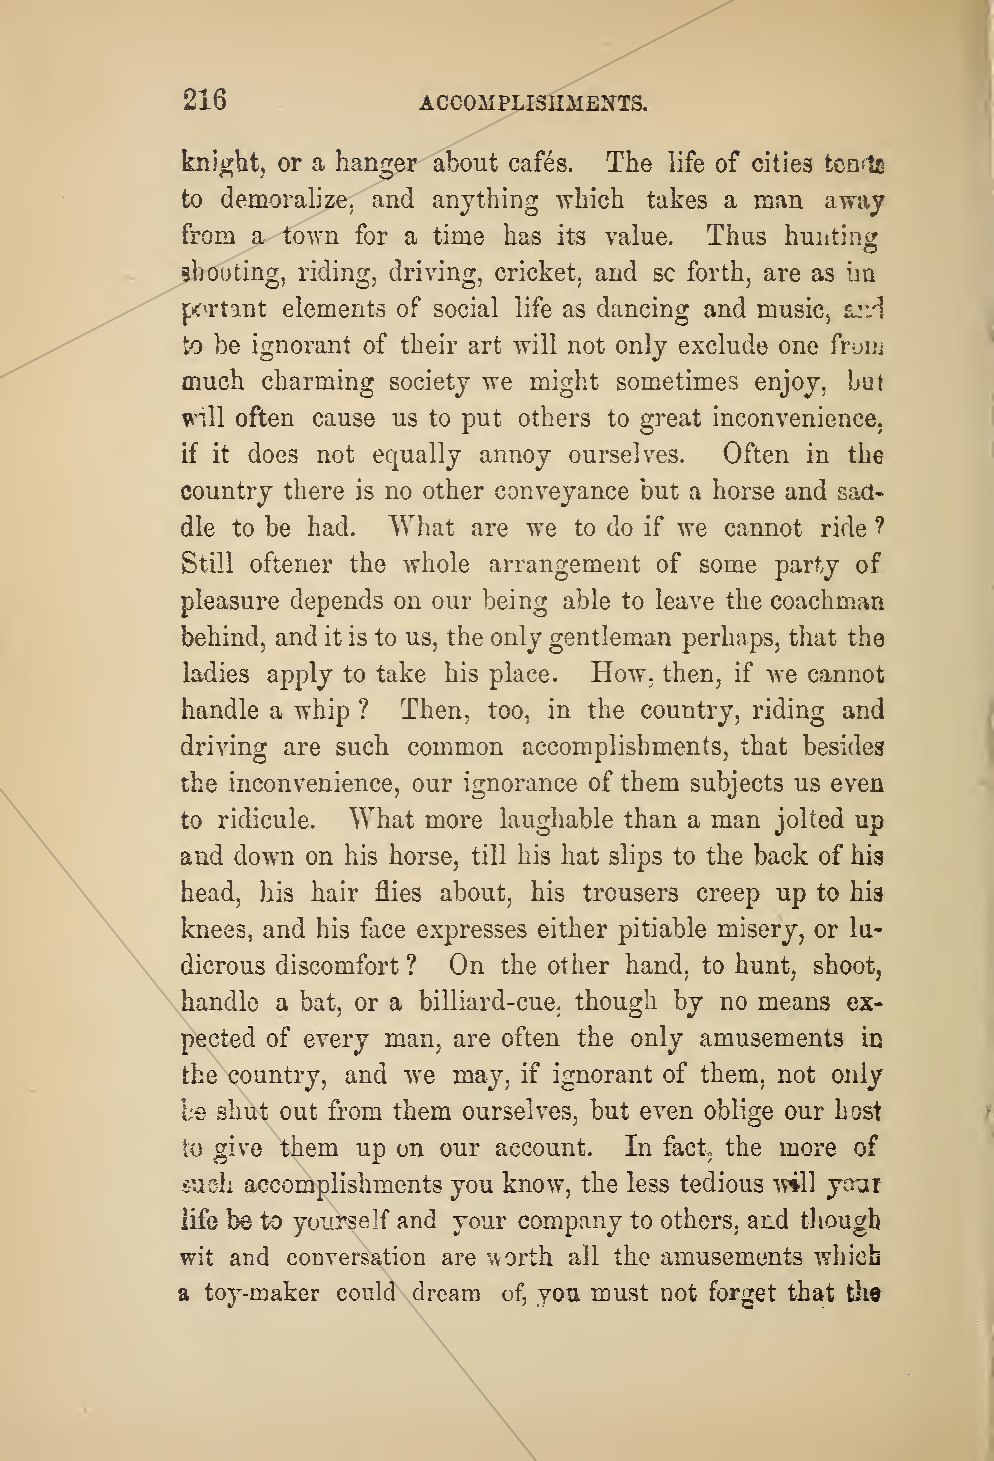 216 ACCOMPLISHMENTS.
knight, or a hanger about cafés. The life of cities tends
to demoralize, and anything which takes a man away
from a town for a time has its value. Thus hunting
shooting, riding, driving, cricket, and so forth, are as im
portant elements of social life as dancing and music, and
to be ignorant of their art will not only exclude one from
much charming society we might sometimes enjoy, but
will often cause us to put others to great inconvenience,
if it does not equally annoy ourselves. Often in the
country there is no other conveyance but a horse and sad-
dle to be had. What are we to do if we cannot ride?
Still oftener the whole arrangement of some party of
pleasure depends on our being able to leave the coachman
behind, and it is to us, the only gentleman perhaps, that the
ladies apply to take his place. How, then, if we cannot
handle a whip? Then, too, in the country, riding and
driving are such common accomplishments, that besides
the inconvenience, our ignorance of them subjects us even
to ridicule. What more laughable than a man jolted up
and down on his horse, till his hat slips to the back of his
head, his hair flies about, his trousers creep up to his
knees, and his face expresses either pitiable misery, or lu-
dicrous discomfort? On the other hand, to hunt, shoot,
handle a bat, or a billiard-cue, though by no means ex-
pected of every man, are often the only amusements in
the country, and we may, if ignorant of them, not only
be shut out from them ourselves, but even oblige our host
to give them up on our account. In fact, the more of
such accomplishments you know, the less tedious will your
life be to yourself and your company to others, and though
wit and conversation are worth all the amusements which
a toy-maker could dream of, you must not forget that the